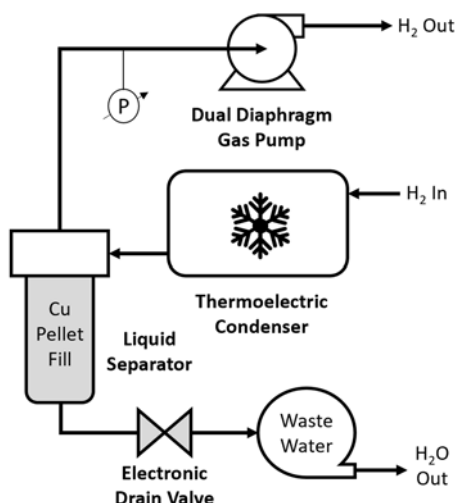 H₂ Out
P
Dual Diaphragm
Gas Pump
H₂ In
Thermoelectric
Condenser
Cu
Pellet
Fill
Liquid
Separator
Waste
Water
H₂O
Out
Electronic
Drain Valve